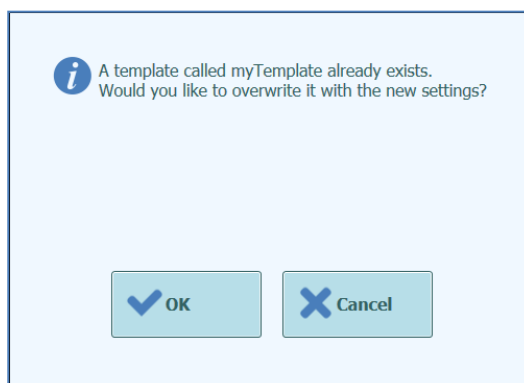 A template called myTemplate already exists.
Would you like to overwrite it with the new settings?
OK
Cancel